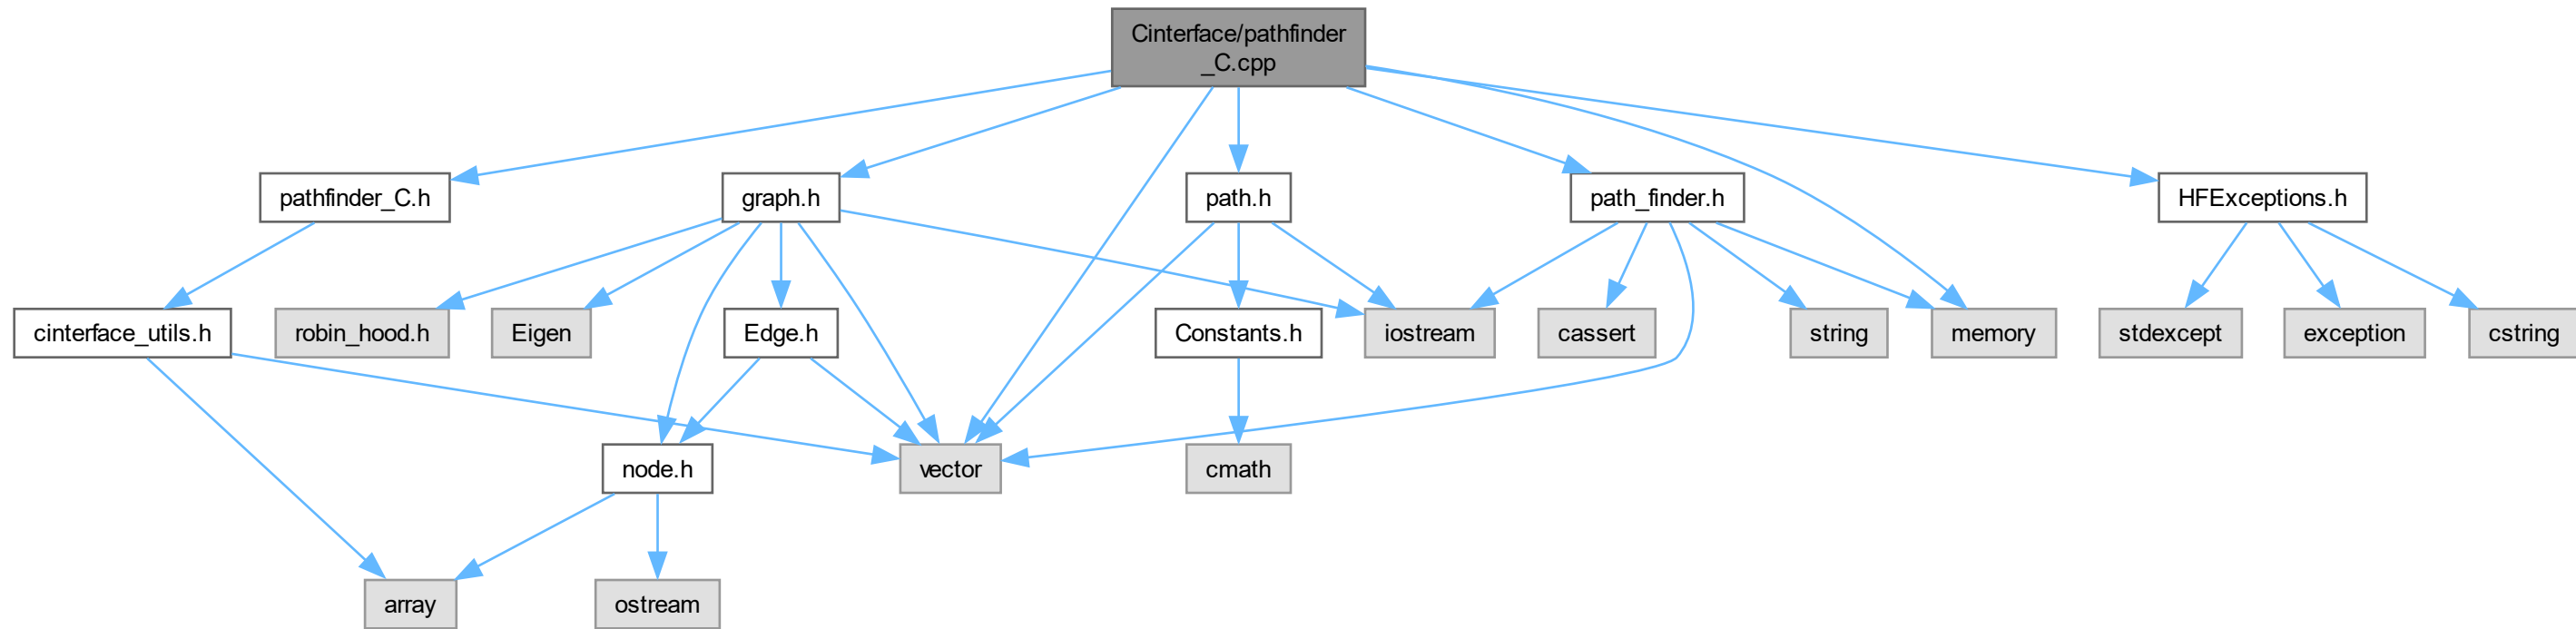 Cinterface/pathfinder
_C.cpp
pathfinder_C.h
graph.h
path.h
path_finder.h
HFExceptions.h
cinterface_utils.h
robin_hood.h
Eigen
Edge.h
Constants.h
iostream
cassert
string
memory
stdexcept
exception
cstring
node.h
vector
cmath
array
ostream